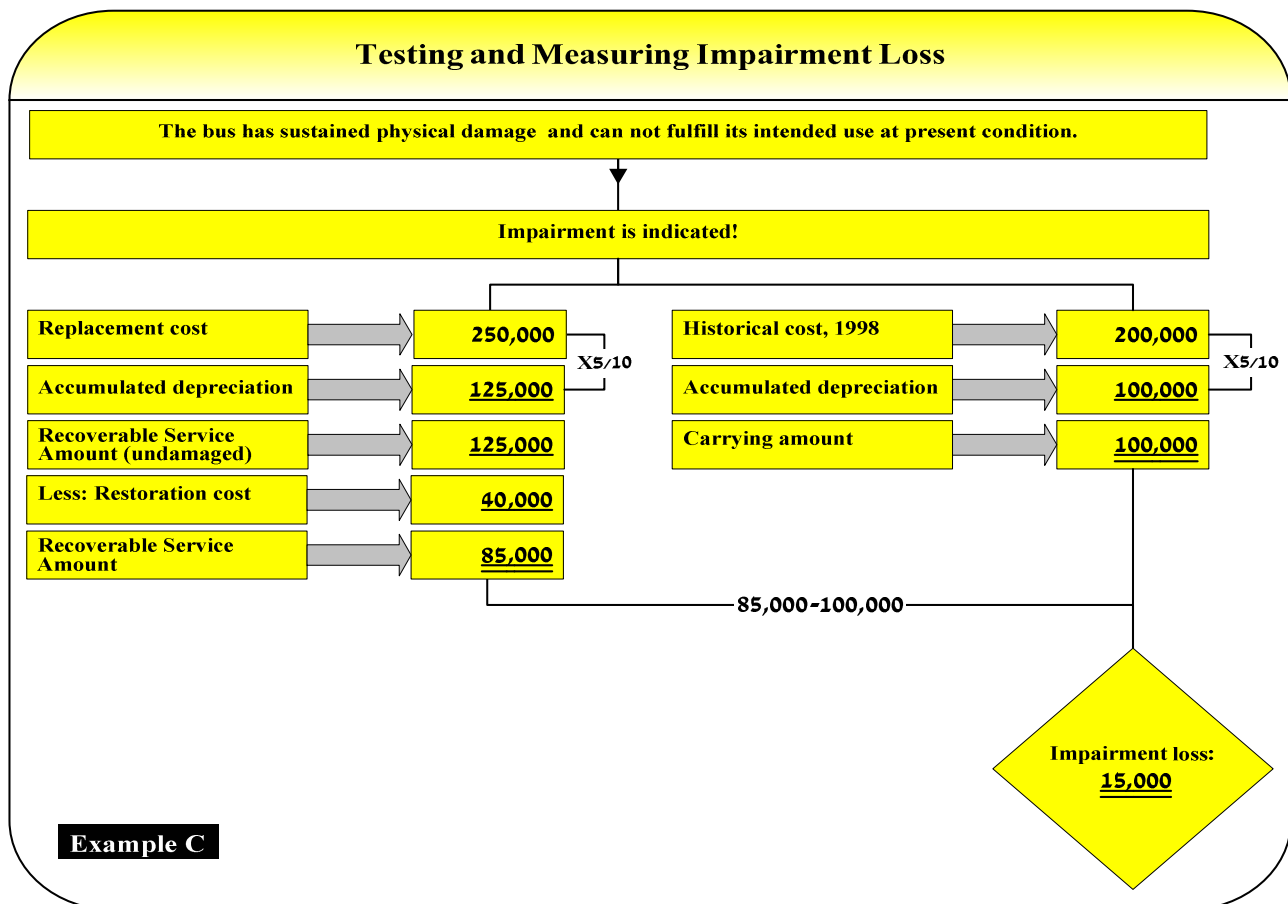 Testing and Measuring Impairment Loss
The bus has sustained physical damage and can not fulfill its intended use at present condition.
Impairment is indicated!
Replacement cost
250,000
X5/10
Accumulated depreciation
125,000
Recoverable Service
Amount (undamaged)
125,000
Less: Restoration cost
40,000
Recoverable Service
Amount
85,000
Historical cost, 1998
200,000
X5/10
Accumulated depreciation
100,000
Carrying amount
100,000
85,000-100,000
Impairment loss:
15,000
Example C